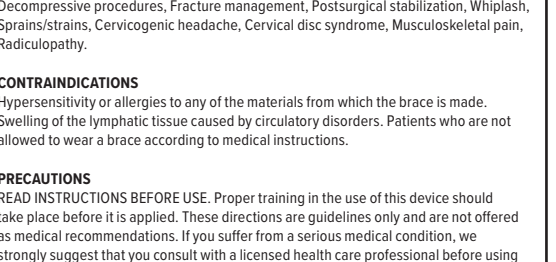 Decompressive procedures, Fracture management, Postsurgical stabilization, Whiplash,
Sprains/strains, Cervicogenic headache, Cervical disc syndrome, Musculoskeletal pain,
Radiculopathy.
CONTRAINDICATIONS
Hypersensitivity or allergies to any of the materials from which the brace is made.
Swelling of the lymphatic tissue caused by circulatory disorders. Patients who are not
allowed to wear a brace according to medical instructions.
PRECAUTIONS
READ INSTRUCTIONS BEFORE USE. Proper training in the use of this device should
take place before it is applied. These directions are guidelines only and are not offered
as medical recommendations. If you suffer from a serious medical condition, we
strongly suggest that you consult with a licensed health care professional before using